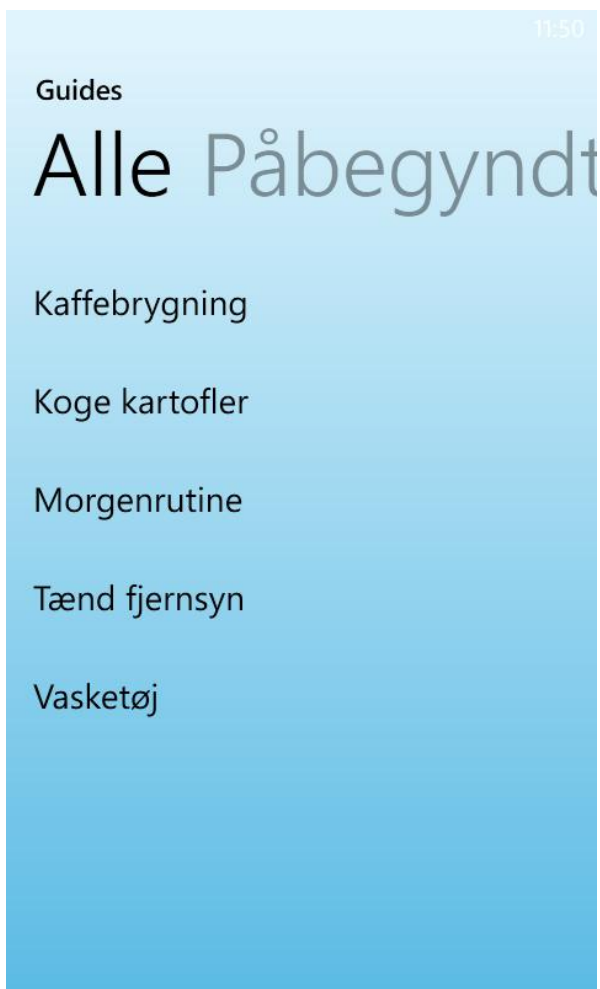 11:50
Guides
Alle Påbegyndt
Kaffebrygning
Koge kartofler
Morgenrutine
Tænd fjernsyn
Vasketøj